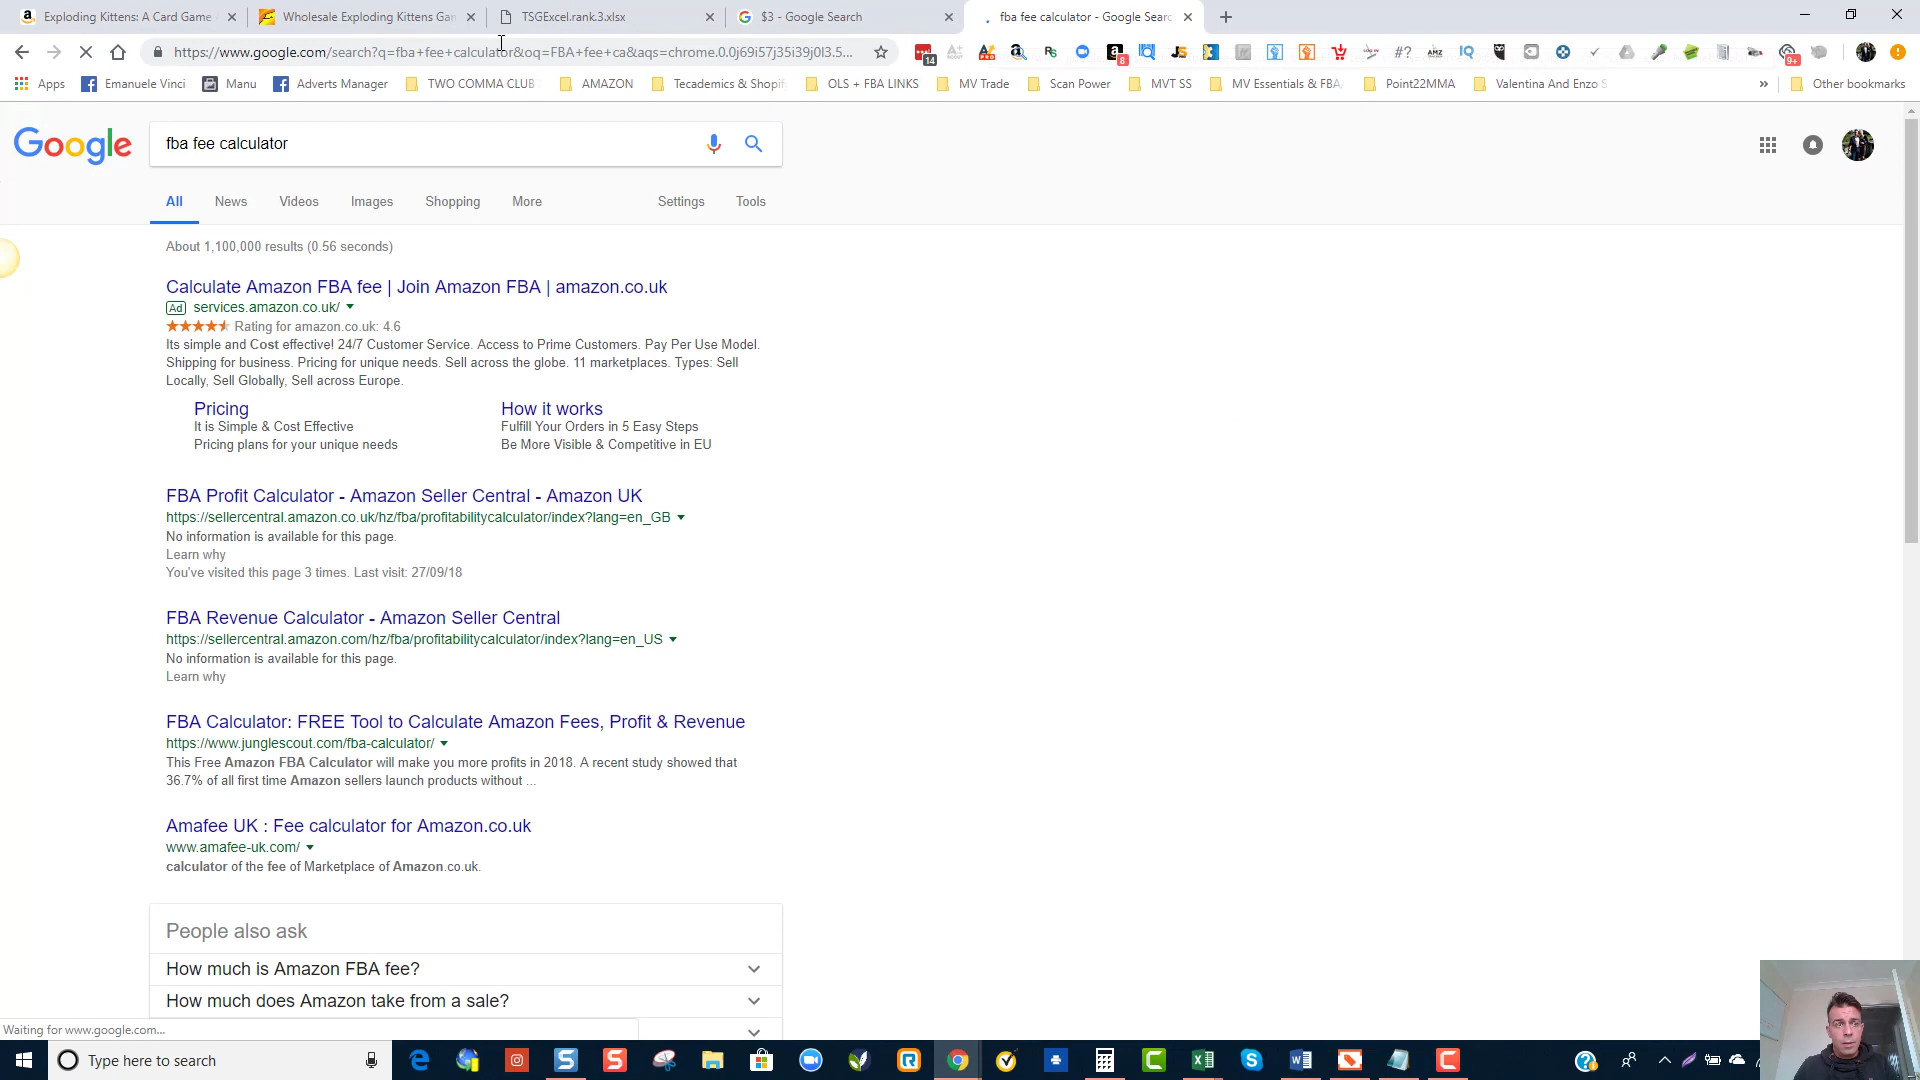 Exploding Kittens: A Card Game
Wholesale Exploding Kittens Gan
TSGExcel.rank.3.xlsx
$3 - Google Search
fba fee calculator - Google Searc
https://www.google.com/search?q=fba+fee+calculator&oq=FBA+fee+ca&aqs=chrome.0.0j69i57j35i39j0l3.5...
14
8
#?
AMZ
9+
Apps
Emanuele Vinci
Manu
Adverts Manager
TWO COMMA CLUB
AMAZON
Tecademics & Shopif
OLS + FBA LINKS
MV Trade
Scan Power
MVT SS
MV Essentials & FBA
Point22MMA
Valentina And Enzo S
»
Other bookmarks
Google
fba fee calculator
All
News
Videos
Images
Shopping
More
Settings
Tools
About 1,100,000 results (0.56 seconds)
Calculate Amazon FBA fee | Join Amazon FBA | amazon.co.uk
Ad services.amazon.co.uk/
Rating for amazon.co.uk: 4.6
Its simple and Cost effective! 24/7 Customer Service. Access to Prime Customers. Pay Per Use Model.
Shipping for business. Pricing for unique needs. Sell across the globe. 11 marketplaces. Types: Sell
Locally, Sell Globally, Sell across Europe.
Pricing
It is Simple & Cost Effective
Pricing plans for your unique needs
How it works
Fulfill Your Orders in 5 Easy Steps
Be More Visible & Competitive in EU
FBA Profit Calculator - Amazon Seller Central - Amazon UK
https://sellercentral.amazon.co.uk/hz/fba/profitabilitycalculator/index?lang=en_GB
No information is available for this page.
Learn why
You've visited this page 3 times. Last visit: 27/09/18
FBA Revenue Calculator - Amazon Seller Central
https://sellercentral.amazon.com/hz/fba/profitabilitycalculator/index?lang=en_US
No information is available for this page.
Learn why
FBA Calculator: FREE Tool to Calculate Amazon Fees, Profit & Revenue
https://www.junglescout.com/fba-calculator/
This Free Amazon FBA Calculator will make you more profits in 2018. A recent study showed that
36.7% of all first time Amazon sellers launch products without ...
Amafee UK : Fee calculator for Amazon.co.uk
www.amafee-uk.com/
calculator of the fee of Marketplace of Amazon.co.uk.
People also ask
How much is Amazon FBA fee?
How much does Amazon take from a sale?
Waiting for www.google.com...
Type here to search